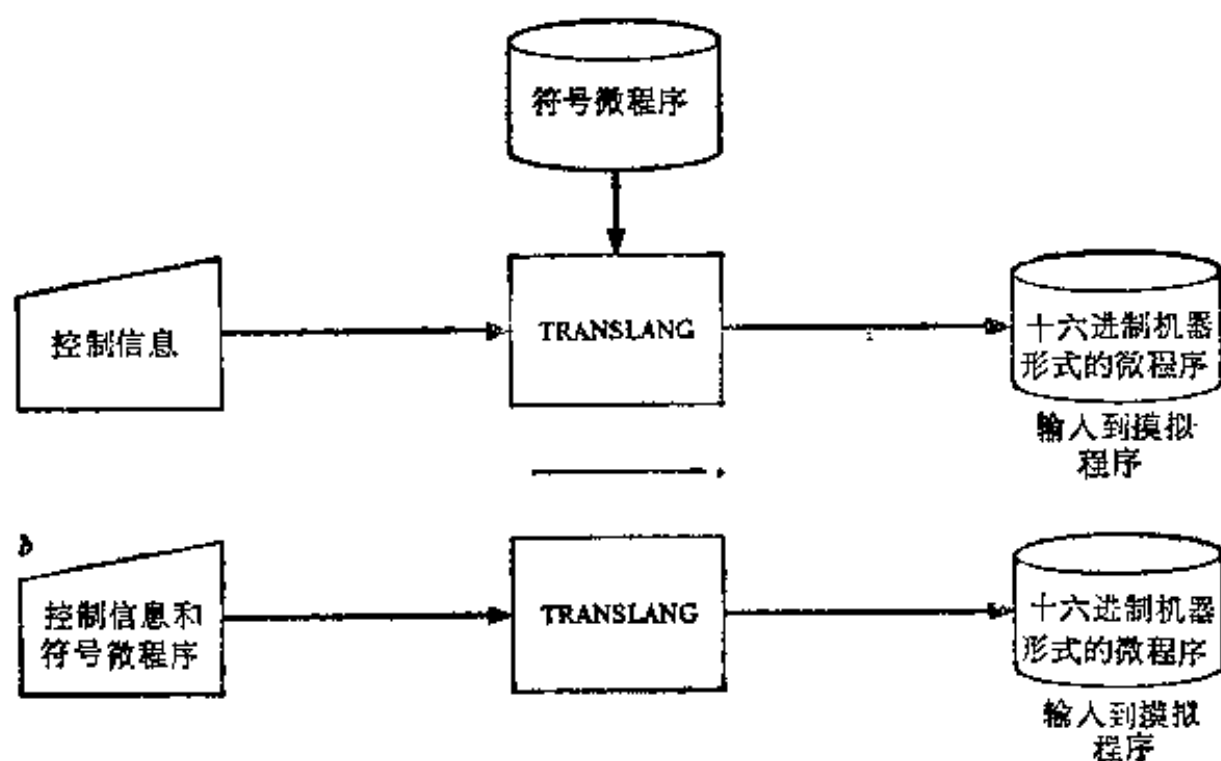 符号微程序
控制信息
TRANSLANG
十六进制机器
形式的微程序
输入到摸拟
程序
控制信息和
符号微程序
TRANSLANG
十六进制机器
形式的微程序
输入到摸拟
程序